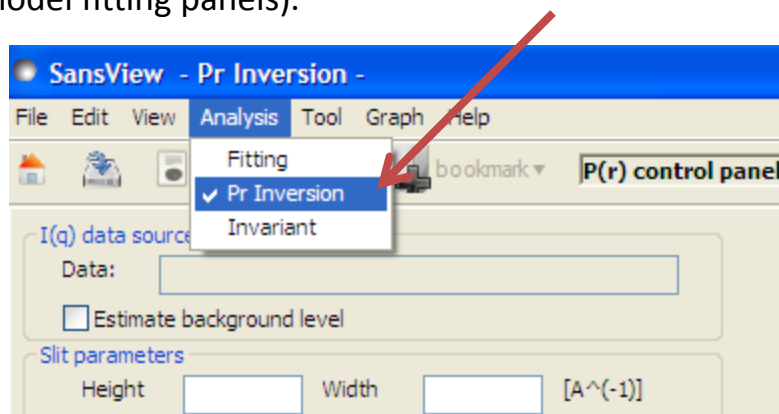 odel fitting panels).
SansView - Pr Inversion -
File Edit View Analysis Tool Graph Help
Fitting
bookmark
P(r) control panel
Pr Inversion
Invariant
I(q) data source
Data:
Estimate background level
Slit parameters
Height Width [A^(-1)]